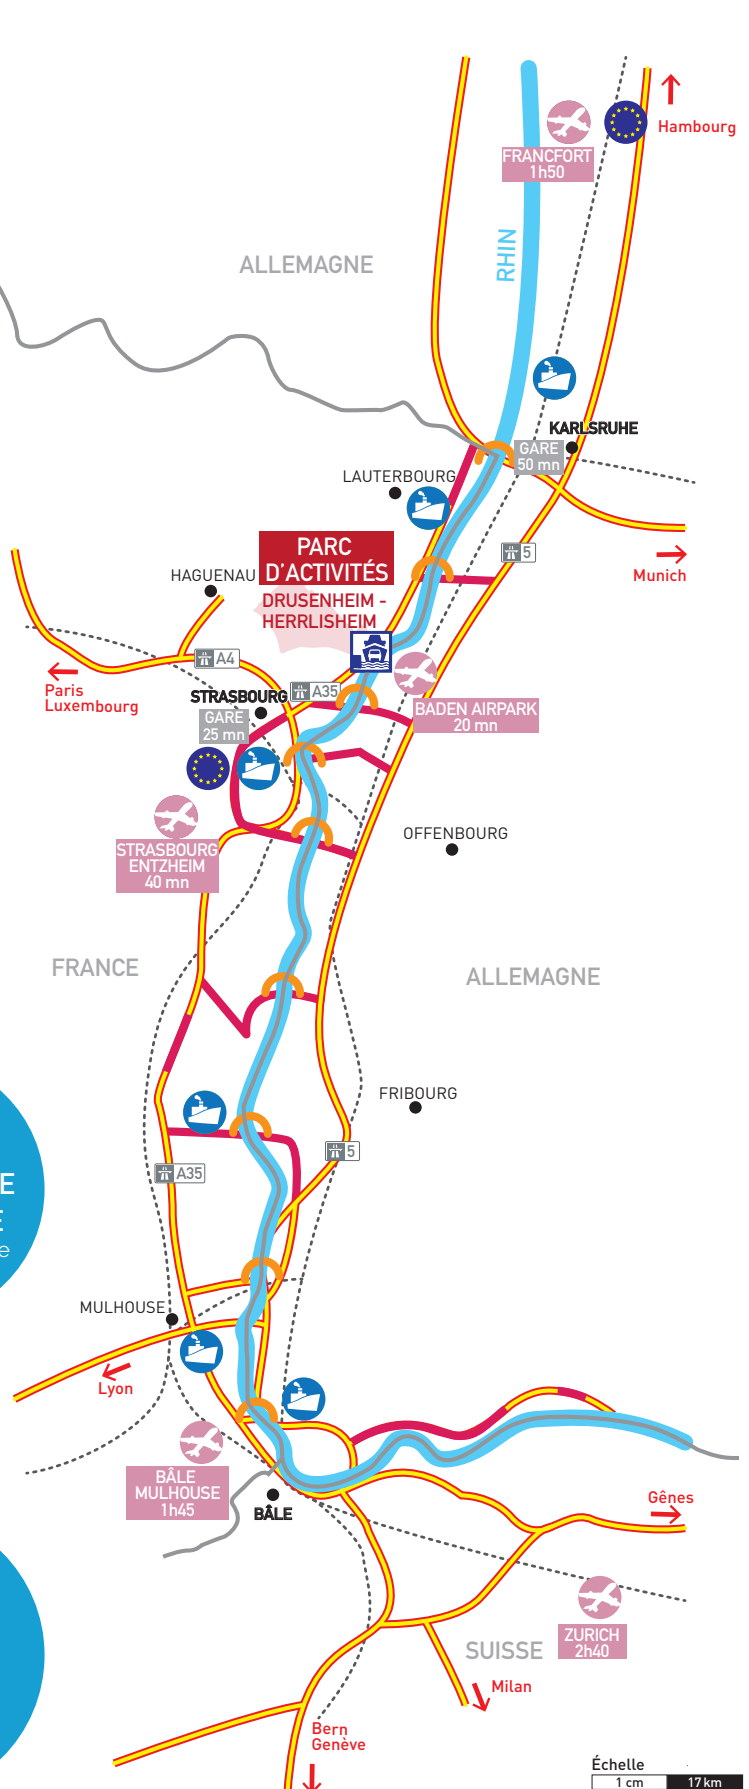 Hambourg
FRANCFORT
1h50
RHIN
ALLEMAGNE
KARLSRUHE
GARE
50 mn
LAUTERBOURG
PARC
D'ACTIVITÉS
DRUSENHEIM -
HERRLISHEIM
5
Munich
HAGUENAU
A4
Paris
Luxembourg
STRASBOURG
A35
GARE
25 mn
BADEN AIRPARK
20 mn
STRASBOURG
ENTZHEIM
40 mn
OFFENBOURG
FRANCE
ALLEMAGNE
FRIBOURG
5
A35
E
E
e
MULHOUSE
Lyon
BÂLE
MULHOUSE
1h45
BÂLE
Gênes
ZURICH
2h40
SUISSE
Milan
Bern
Genève
Échelle
1 cm 17 km